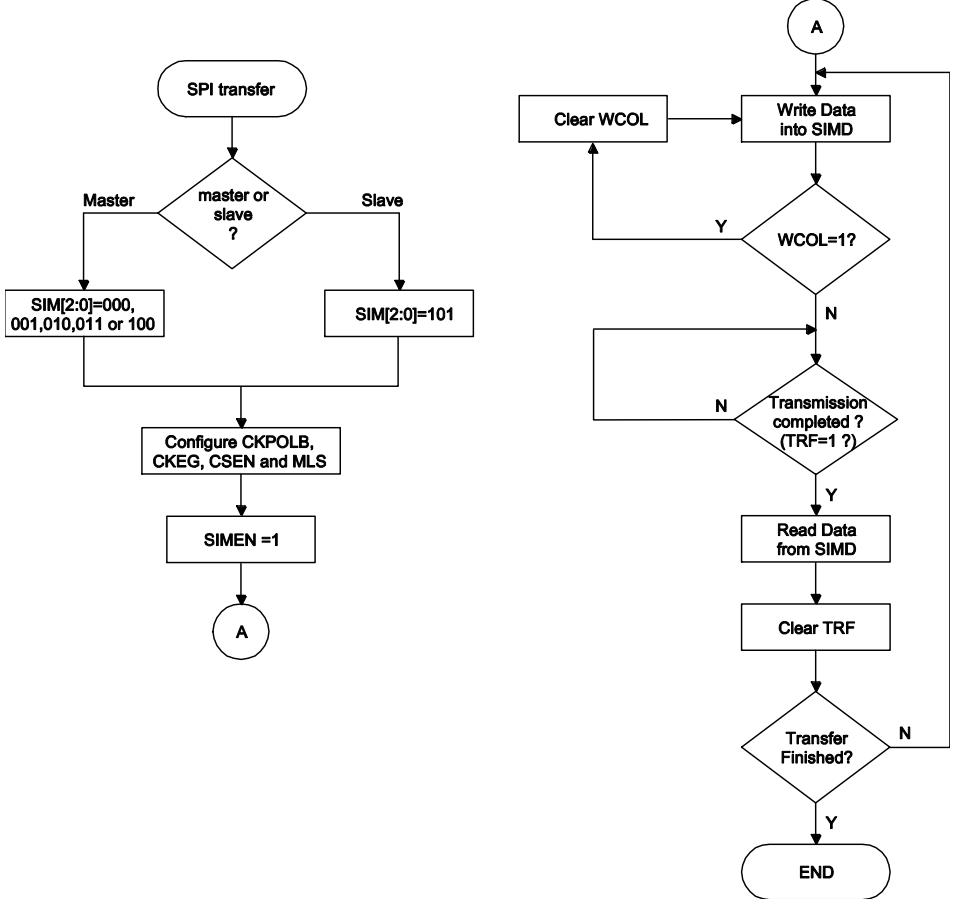 SPI transfer
master or
slave
?
Master
Slave
SIM[2:0]=000,
001,010,011 or 100
SIM[2:0]=101
Configure CKPOLB,
CKEG, CSEN and MLS
SIMEN =1
A
A
Clear WCOL
Write Data
into SIMD
Y
WCOL=1?
N
N
Transmission
completed ?
(TRF=1 ?)
Y
Read Data
from SIMD
Clear TRF
Transfer
Finished?
N
Y
END